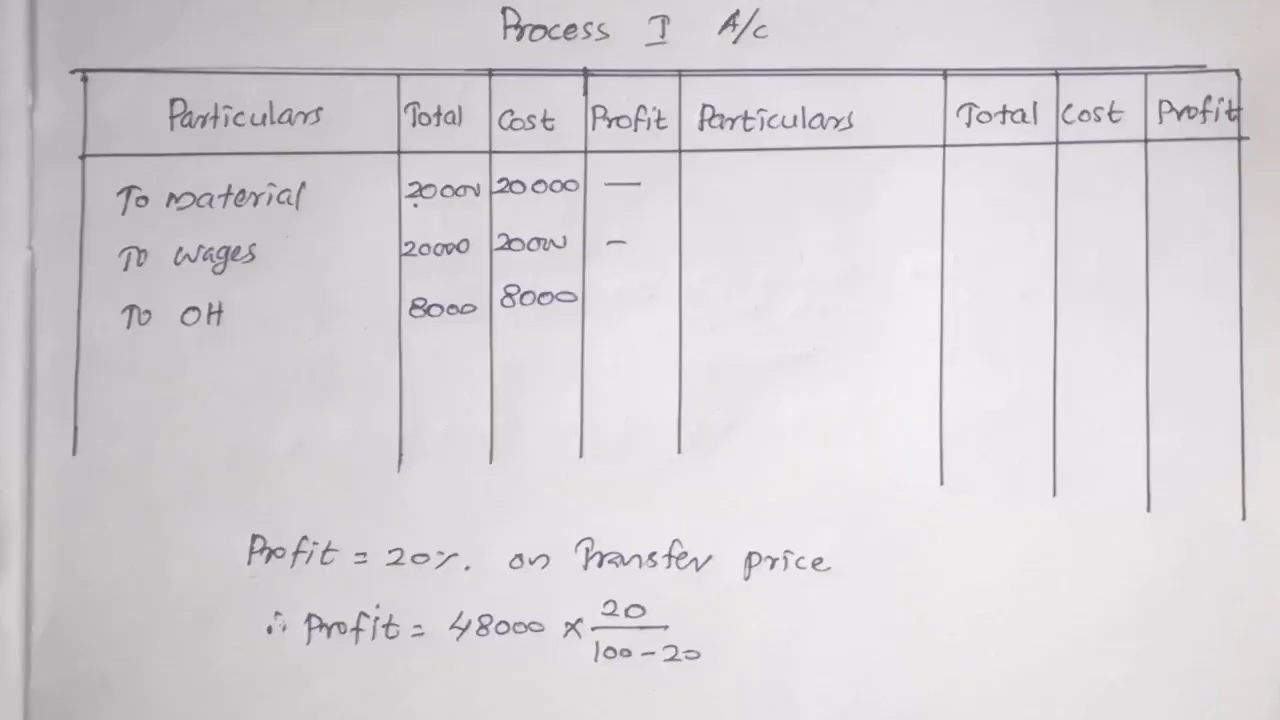 Process I A/c
Particulars Total Cost Profit Particulars Total Cost Profit
To Material 20000 20000 —
To Wages 20000 20000 —
To OH 8000 8000
Profit = 20%. on Transfer price
∴ Profit = 48000 × 20
100 - 20